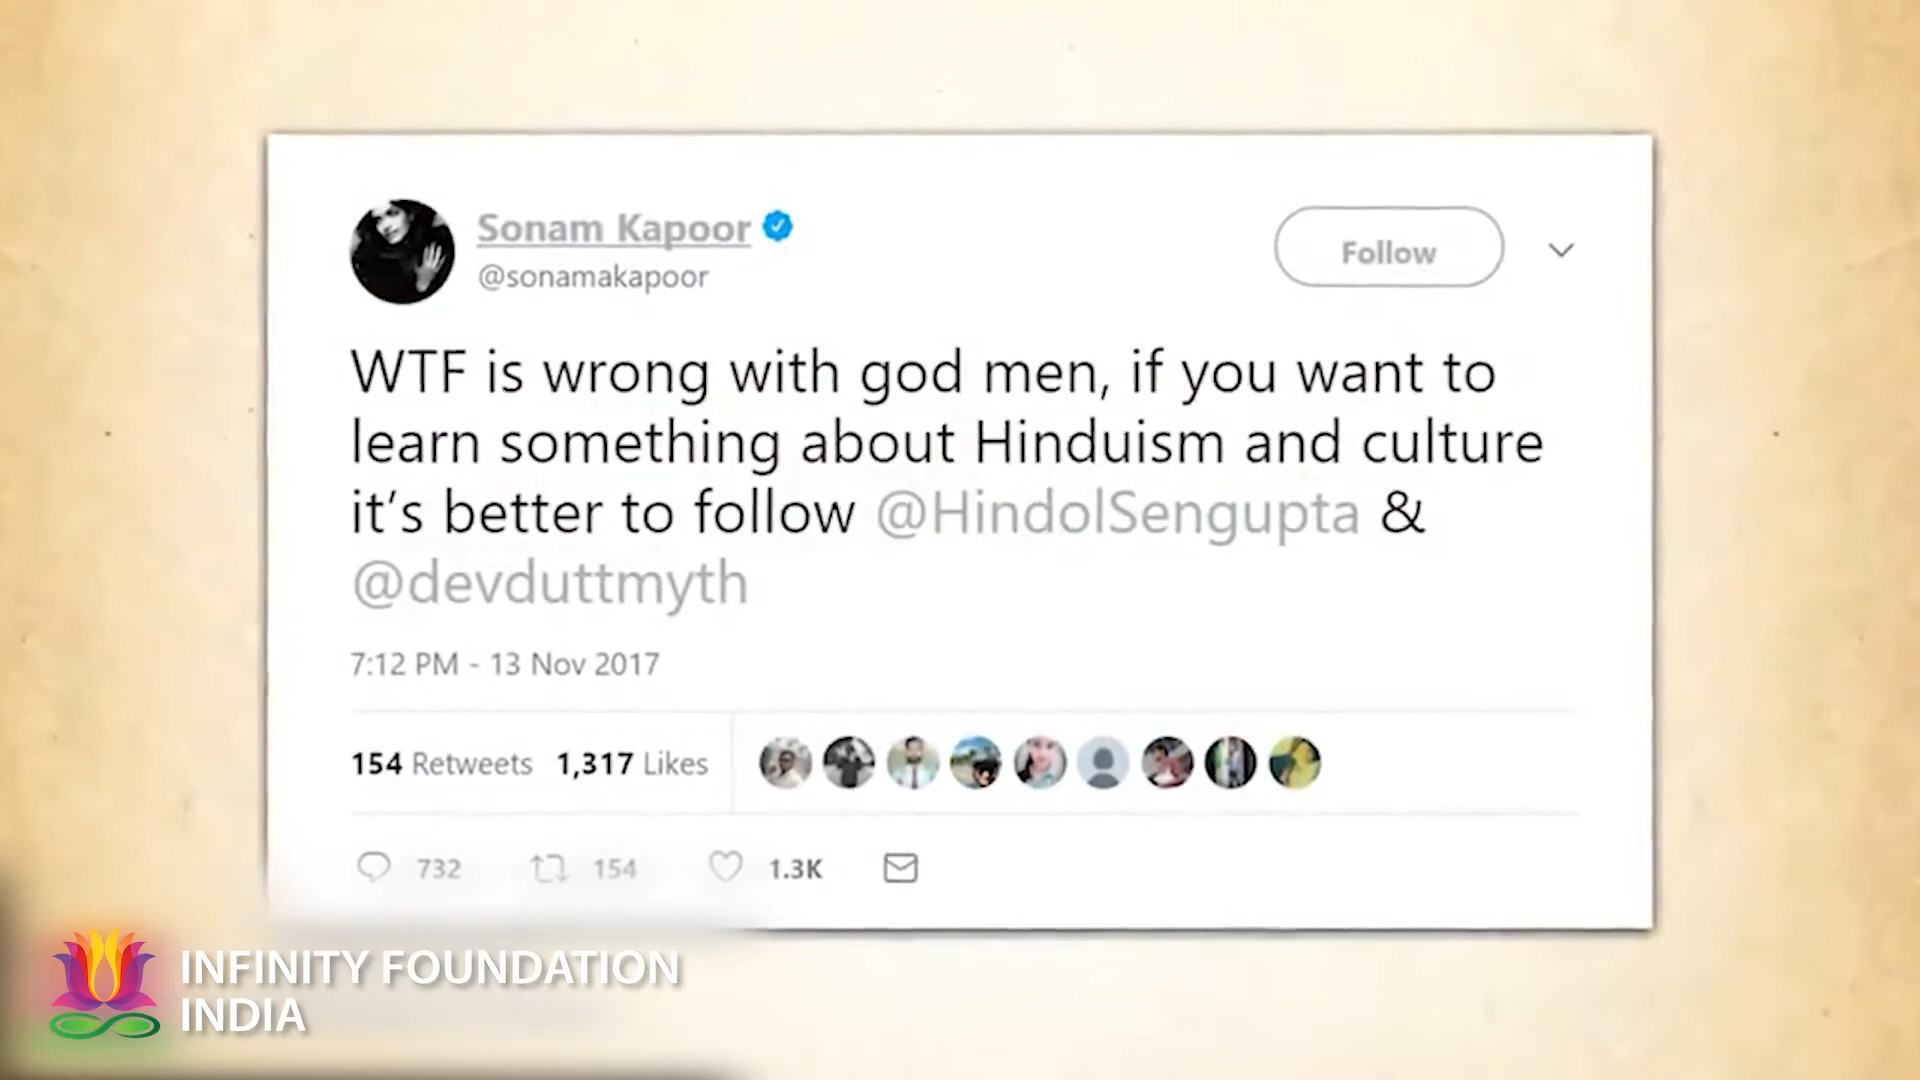 Sonam Kapoor
@sonamakapoor
Follow
WTF is wrong with god men, if you want to
learn something about Hinduism and culture
it's better to follow @HindolSengupta &
@devduttmyth
7:12 PM - 13 Nov 2017
154 Retweets 1,317 Likes
732 154 1.3K
INFINITY FOUNDATION
INDIA